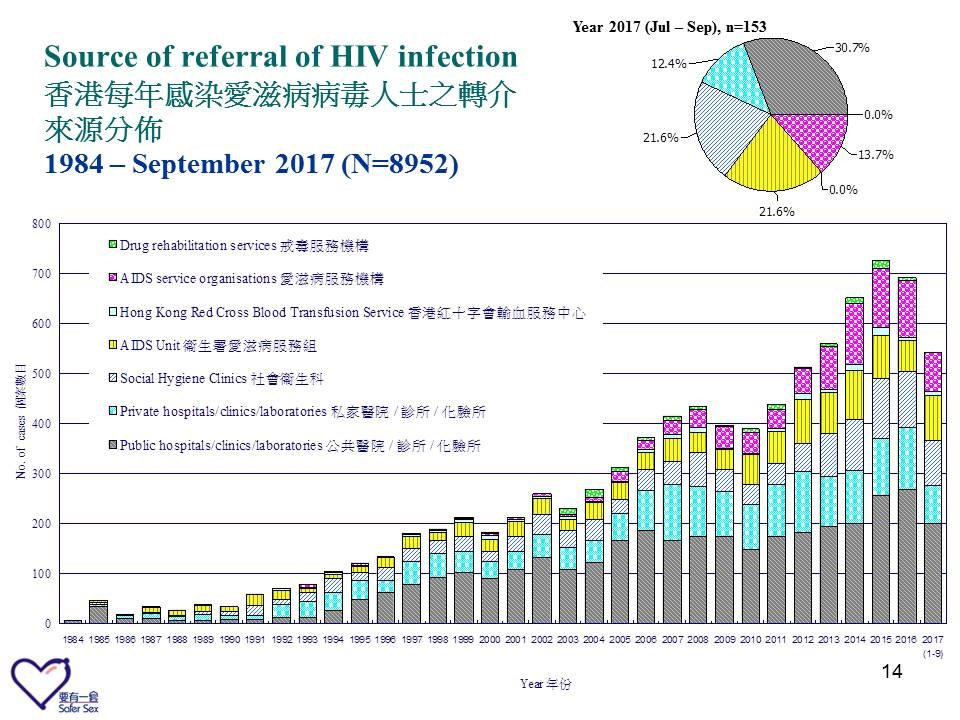 Source of referral of HIV infection
香港每年感染愛滋病病毒人士之轉介
來源分佈
1984 – September 2017 (N=8952)
Year 2017 (Jul – Sep), n=153
30.7%
12.4%
0.0%
21.6%
13.7%
0.0%
21.6%
No. of cases 個案數目
800
700
600
500
400
300
200
100
0
Drug rehabilitation services 戒毒服務機構
AIDS service organisations 愛滋病服務機構
Hong Kong Red Cross Blood Transfusion Service 香港紅十字會輸血服務中心
AIDS Unit 衞生署愛滋病服務組
Social Hygiene Clinics 社會衞生科
Private hospitals/clinics/laboratories 私家醫院 / 診所 / 化驗所
Public hospitals/clinics/laboratories 公共醫院 / 診所 / 化驗所
1984 1985 1986 1987 1988 1989 1990 1991 1992 1993 1994 1995 1996 1997 1998 1999 2000 2001 2002 2003 2004 2005 2006 2007 2008 2009 2010 2011 2012 2013 2014 2015 2016 2017
(1-9)
Year 年份
14
要有一套
Safer Sex